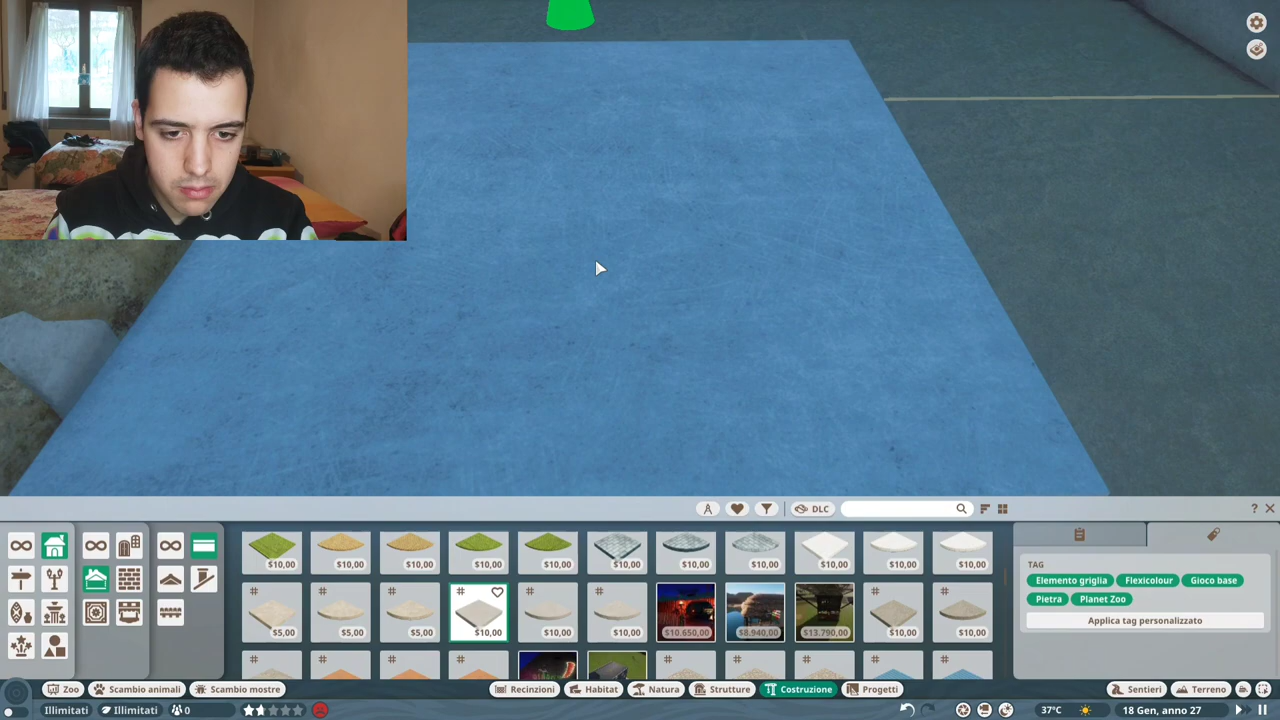 DLC
$10,00 $10,00 $10,00 $10,00 $10,00 $10,00 $10,00 $10,00 $10,00 $10,00 $10,00
$5,00 $5,00 $5,00 $10,00 $10,00 $10,00 $10.650,00 $8.940,00 $13.790,00 $10,00 $10,00
TAG
Elemento griglia Flexicolour Gioco base
Pietra Planet Zoo
Applica tag personalizzato
Zoo Scambio animali Scambio mostre Recinzioni Habitat Natura Strutture Costruzione Progetti Sentieri Terreno
Illimitati Illimitati 0 37°C 18 Gen, anno 27